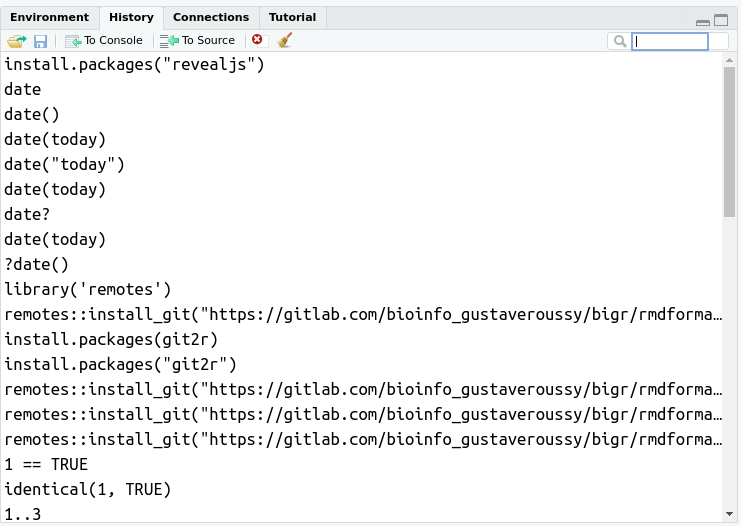 Environment History Connections Tutorial
To Console To Source
install.packages("revealjs")
date
date()
date(today)
date("today")
date(today)
date?
date(today)
?date()
library('remotes')
remotes::install_git("https://gitlab.com/bioinfo_gustaveroussy/bigr/rmdforma…
install.packages(git2r)
install.packages("git2r")
remotes::install_git("https://gitlab.com/bioinfo_gustaveroussy/bigr/rmdforma…
remotes::install_git("https://gitlab.com/bioinfo_gustaveroussy/bigr/rmdforma…
remotes::install_git("https://gitlab.com/bioinfo_gustaveroussy/bigr/rmdforma…
1 == TRUE
identical(1, TRUE)
1..3